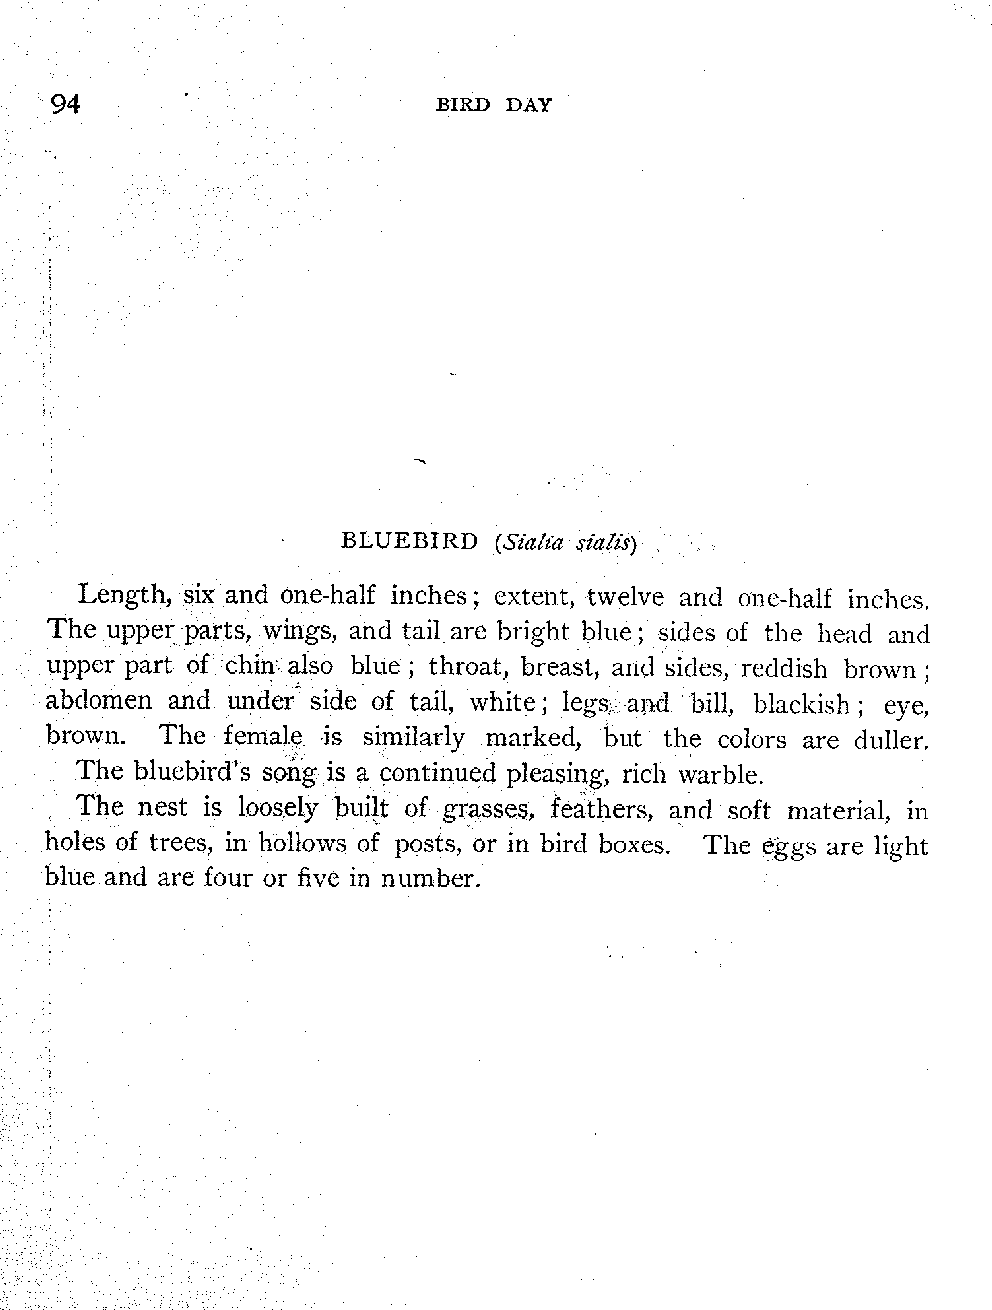 94 BIRD DAY
BLUEBIRD (Sialia sialis)
Length, six and one-half inches; extent, twelve and one-half inches.
The upper parts, wings, and tail are bright blue; sides of the head and
upper part of chin also blue; throat, breast, and sides, reddish brown;
abdomen and under side of tail, white; legs and bill, blackish; eye,
brown. The female is similarly marked, but the colors are duller.
The bluebird's song is a continued pleasing, rich warble.
The nest is loosely built of grasses, feathers, and soft material, in
holes of trees, in hollows of posts, or in bird boxes. The eggs are light
blue and are four or five in number.